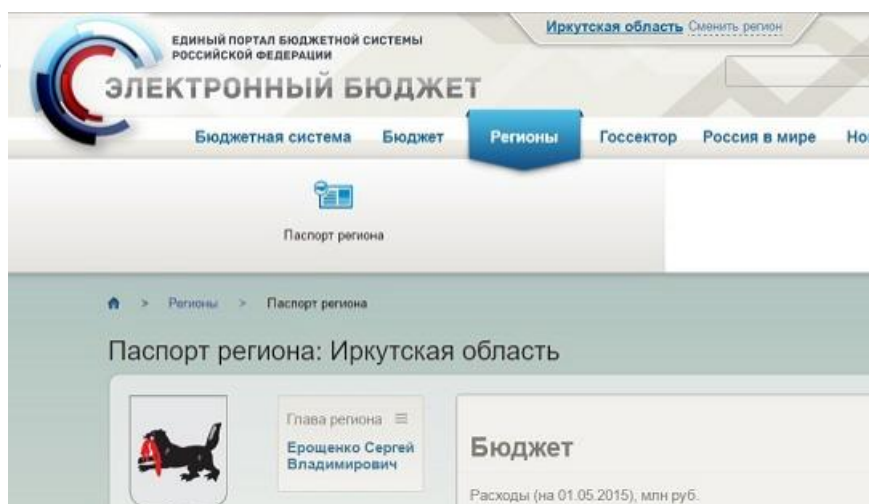 Иркутская область Сменить регион
ЕДИНЫЙ ПОРТАЛ БЮДЖЕТНОЙ СИСТЕМЫ
РОССИЙСКОЙ ФЕДЕРАЦИИ
ЭЛЕКТРОННЫЙ БЮДЖЕТ
Бюджетная система Бюджет Регионы Госсектор Россия в мире Но
Паспорт региона
> Регионы > Паспорт региона
Паспорт региона: Иркутская область
Глава региона
Ерощенко Сергей
Владимирович
Бюджет
Расходы (на 01.05.2015), млн руб.